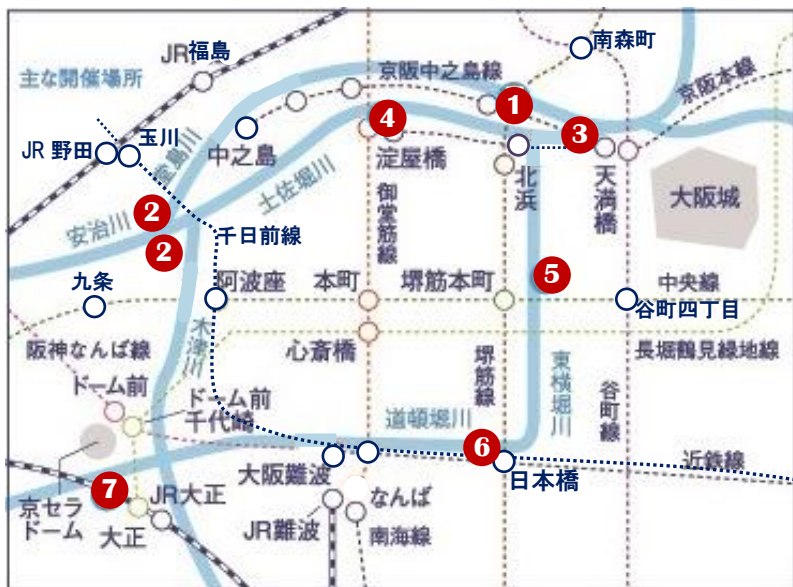 南森町
JR福島
主な開催場所
京阪中之島線
京阪本線
1
4
3
玉川
JR 野田
堂島川
中之島
淀屋橋
北浜
天満橋
土佐堀川
大阪城
御堂筋線
2
安治川
2
千日前線
5
九条
阿波座
本町
堺筋本町
中央線
谷町四丁目
木津川
阪神なんば線
心斎橋
長堀鶴見緑地線
堺筋線
東横堀川
谷町線
ドーム前
ドーム前
千代崎
道頓堀川
6
大阪難波
近鉄線
日本橋
7
京セラ
ドーム
JR大正
大正
なんば
JR難波
南海線